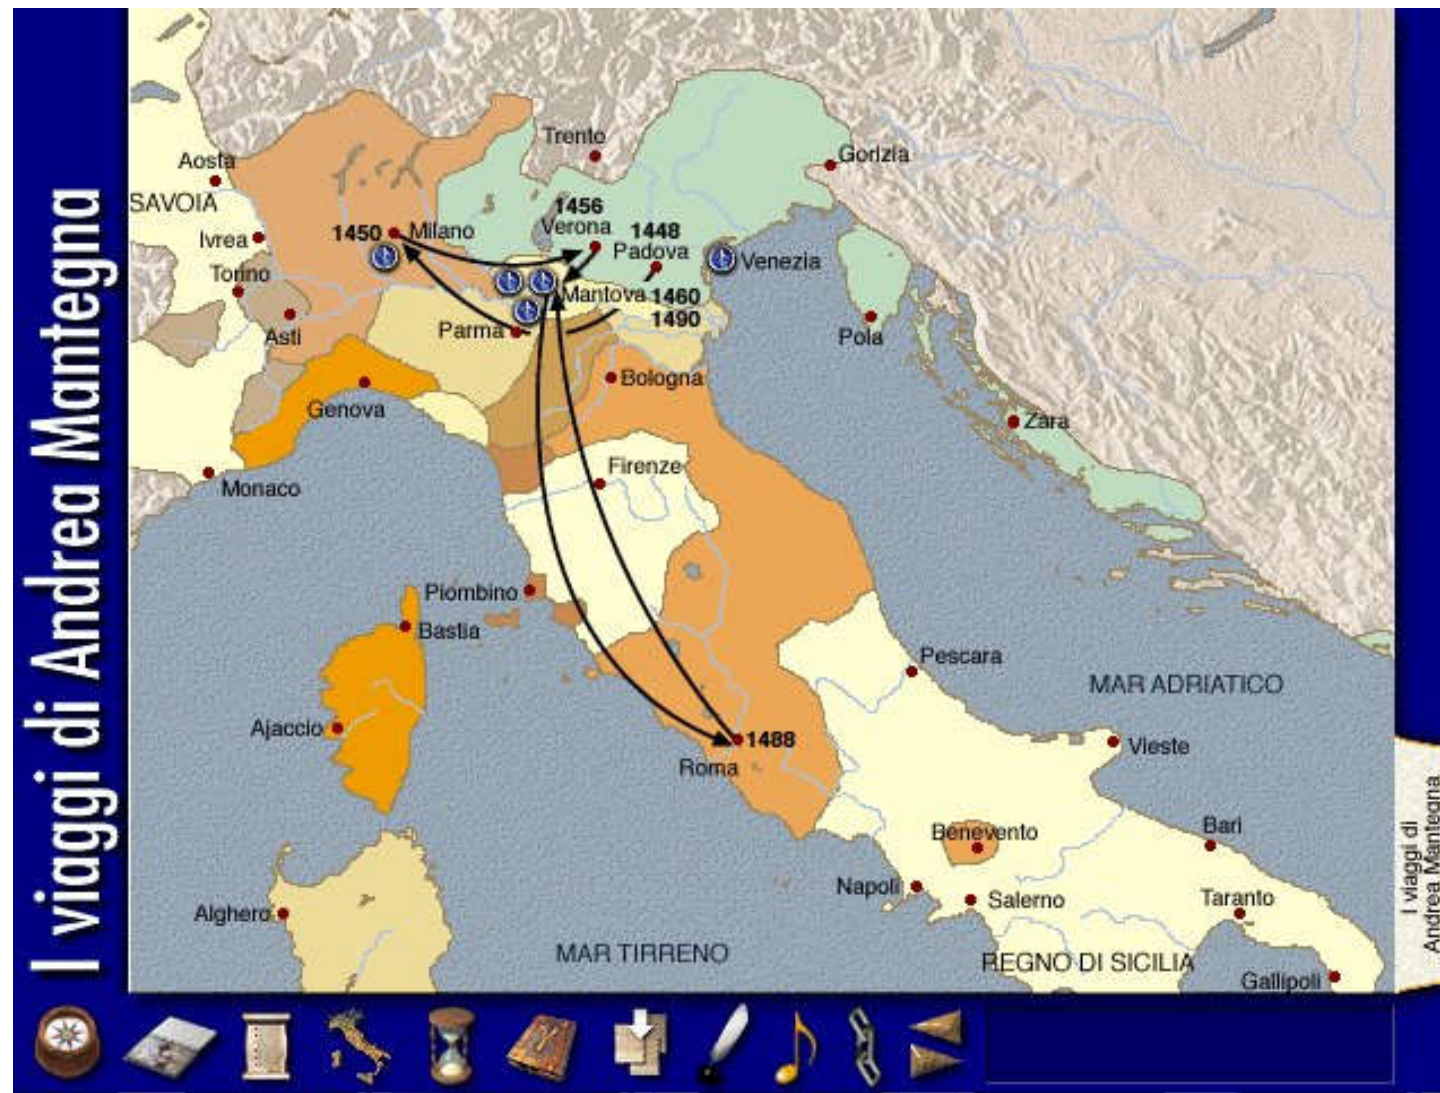 I viaggi di Andrea Mantegna
Trento
Gorizia
Aosta
SAVOIA
1456
Verona
1448
Padova
1450
Milano
Ivrea
Venezia
Torino
Mantova
1460
1490
Parma
Asti
Pola
Bologna
Genova
Zara
Firenze
Monaco
Piombino
Bastia
Pescara
MAR ADRIATICO
Ajaccio
1488
Roma
Vieste
Benevento
Bari
Napoli
Salerno
Taranto
Alghero
MAR TIRRENO
REGNO DI SICILIA
Gallipoli
I viaggi di
Andrea Mantegna